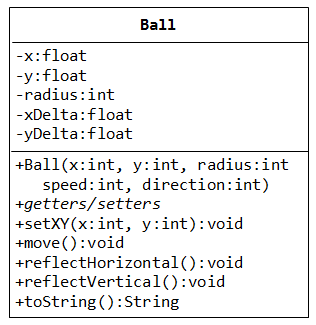 Ball
-x:float
-y:float
-radius:int
-xDelta:float
-yDelta:float
+Ball(x:int, y:int, radius:int
speed:int, direction:int)
+getters/setters
+setXY(x:int, y:int):void
+move():void
+reflectHorizontal():void
+reflectVertical():void
+toString():String